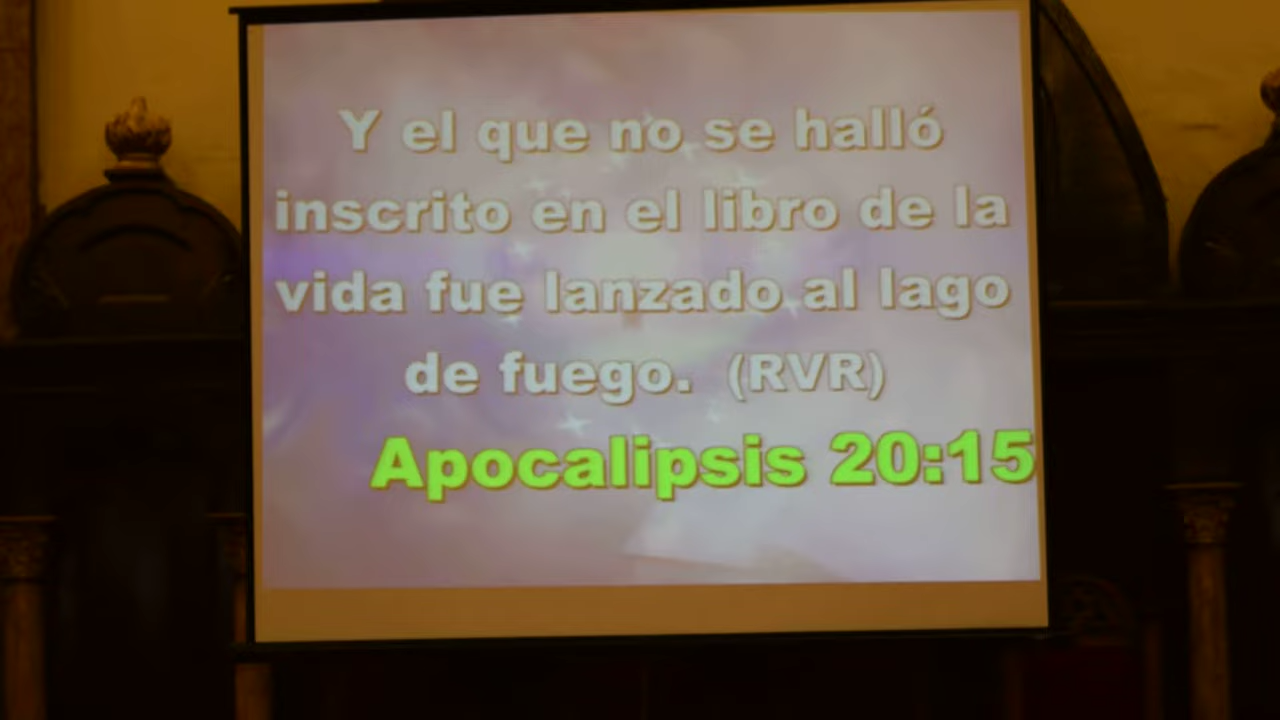 Y el que no se halló
inscrito en el libro de la
vida fue lanzado al lago
de fuego. (RVR)
Apocalipsis 20:15